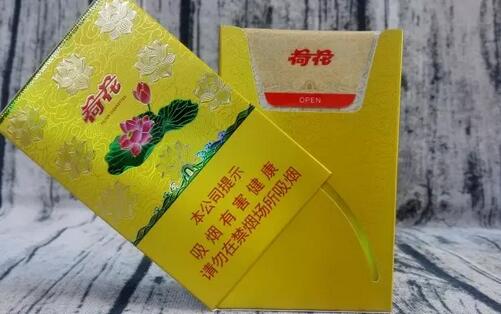 荷花
本公司提示
吸烟有害健康
请勿在禁烟场所吸烟
荷花
OPEN